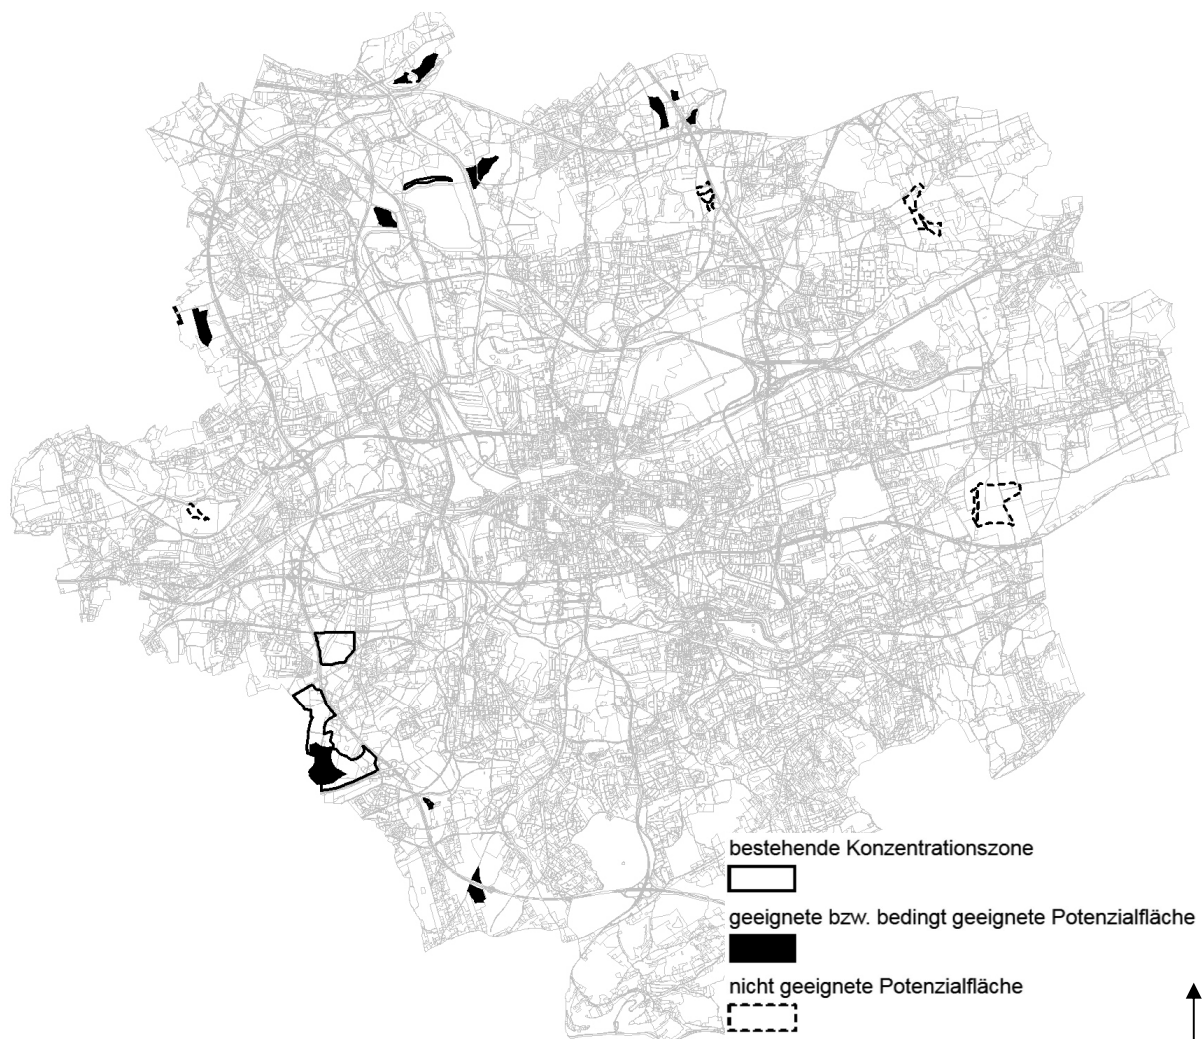 bestehende Konzentrationszone
geeignete bzw. bedingt geeignete Potenzialfläche
nicht geeignete Potenzialfläche